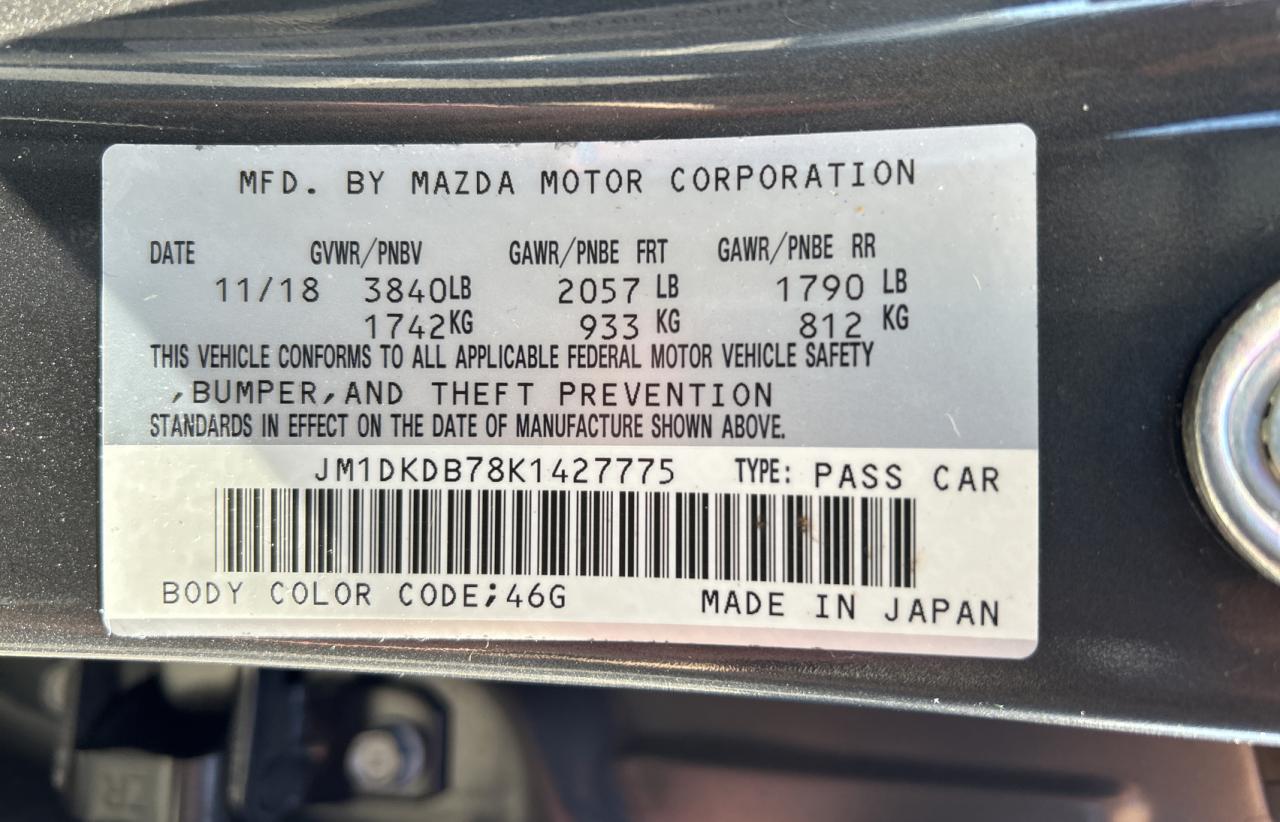 MFD. BY MAZDA MOTOR CORPORATION
DATE GVWR/PNBV GAWR/PNBE FRT GAWR/PNBE RR
11/18 3840LB 2057 LB 1790 LB
1742KG 933 KG 812 KG
THIS VEHICLE CONFORMS TO ALL APPLICABLE FEDERAL MOTOR VEHICLE SAFETY
,BUMPER,AND THEFT PREVENTION
STANDARDS IN EFFECT ON THE DATE OF MANUFACTURE SHOWN ABOVE.
JM1DKDB78K1427775 TYPE: PASS CAR
BODY COLOR CODE;46G MADE IN JAPAN